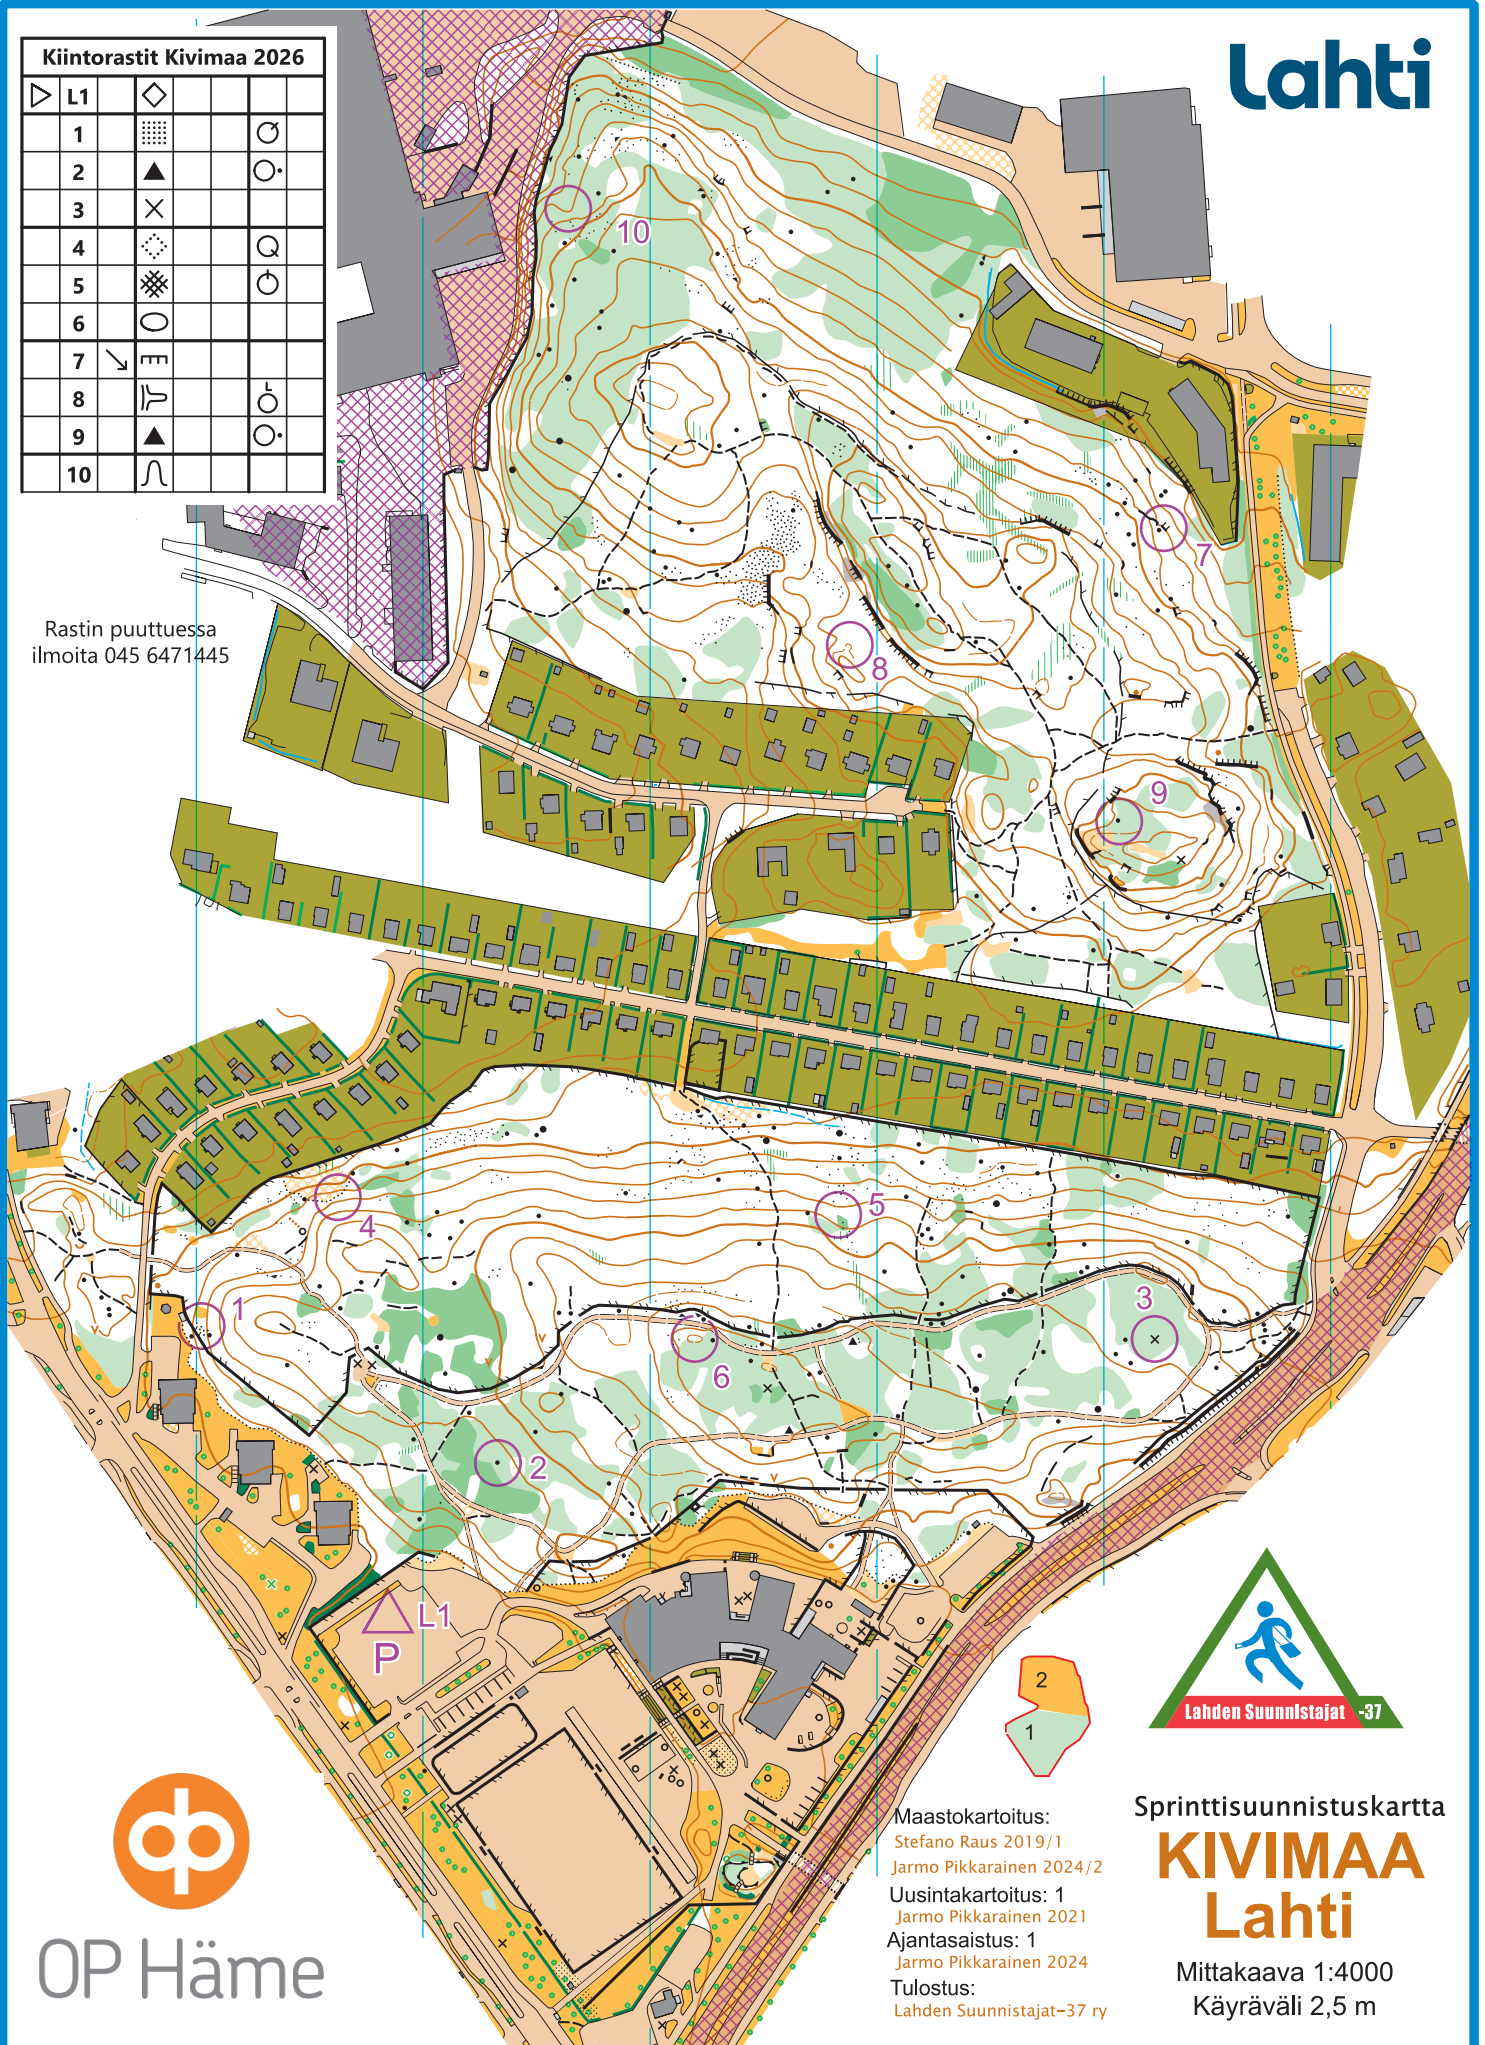 Kiintorastit Kivimaa 2026
L1
1
2
3
4
5
6
7
8
9
10
Lahti
Rastin puuttuessa
ilmoita 045 6471445
10
7
8
9
5
4
1
3
6
2
L1
P
2
1
Lahden Suunnistajat -37
OP Häme
Maastokartoitus:
Stefano Raus 2019/1
Jarmo Pikkarainen 2024/2
Uusintakartoitus: 1
Jarmo Pikkarainen 2021
Ajantasaistus: 1
Jarmo Pikkarainen 2024
Tulostus:
Lahden Suunnistajat-37 ry
Sprinttisuunnistuskartta
KIVIMAA
Lahti
Mittakaava 1:4000
Käyräväli 2,5 m